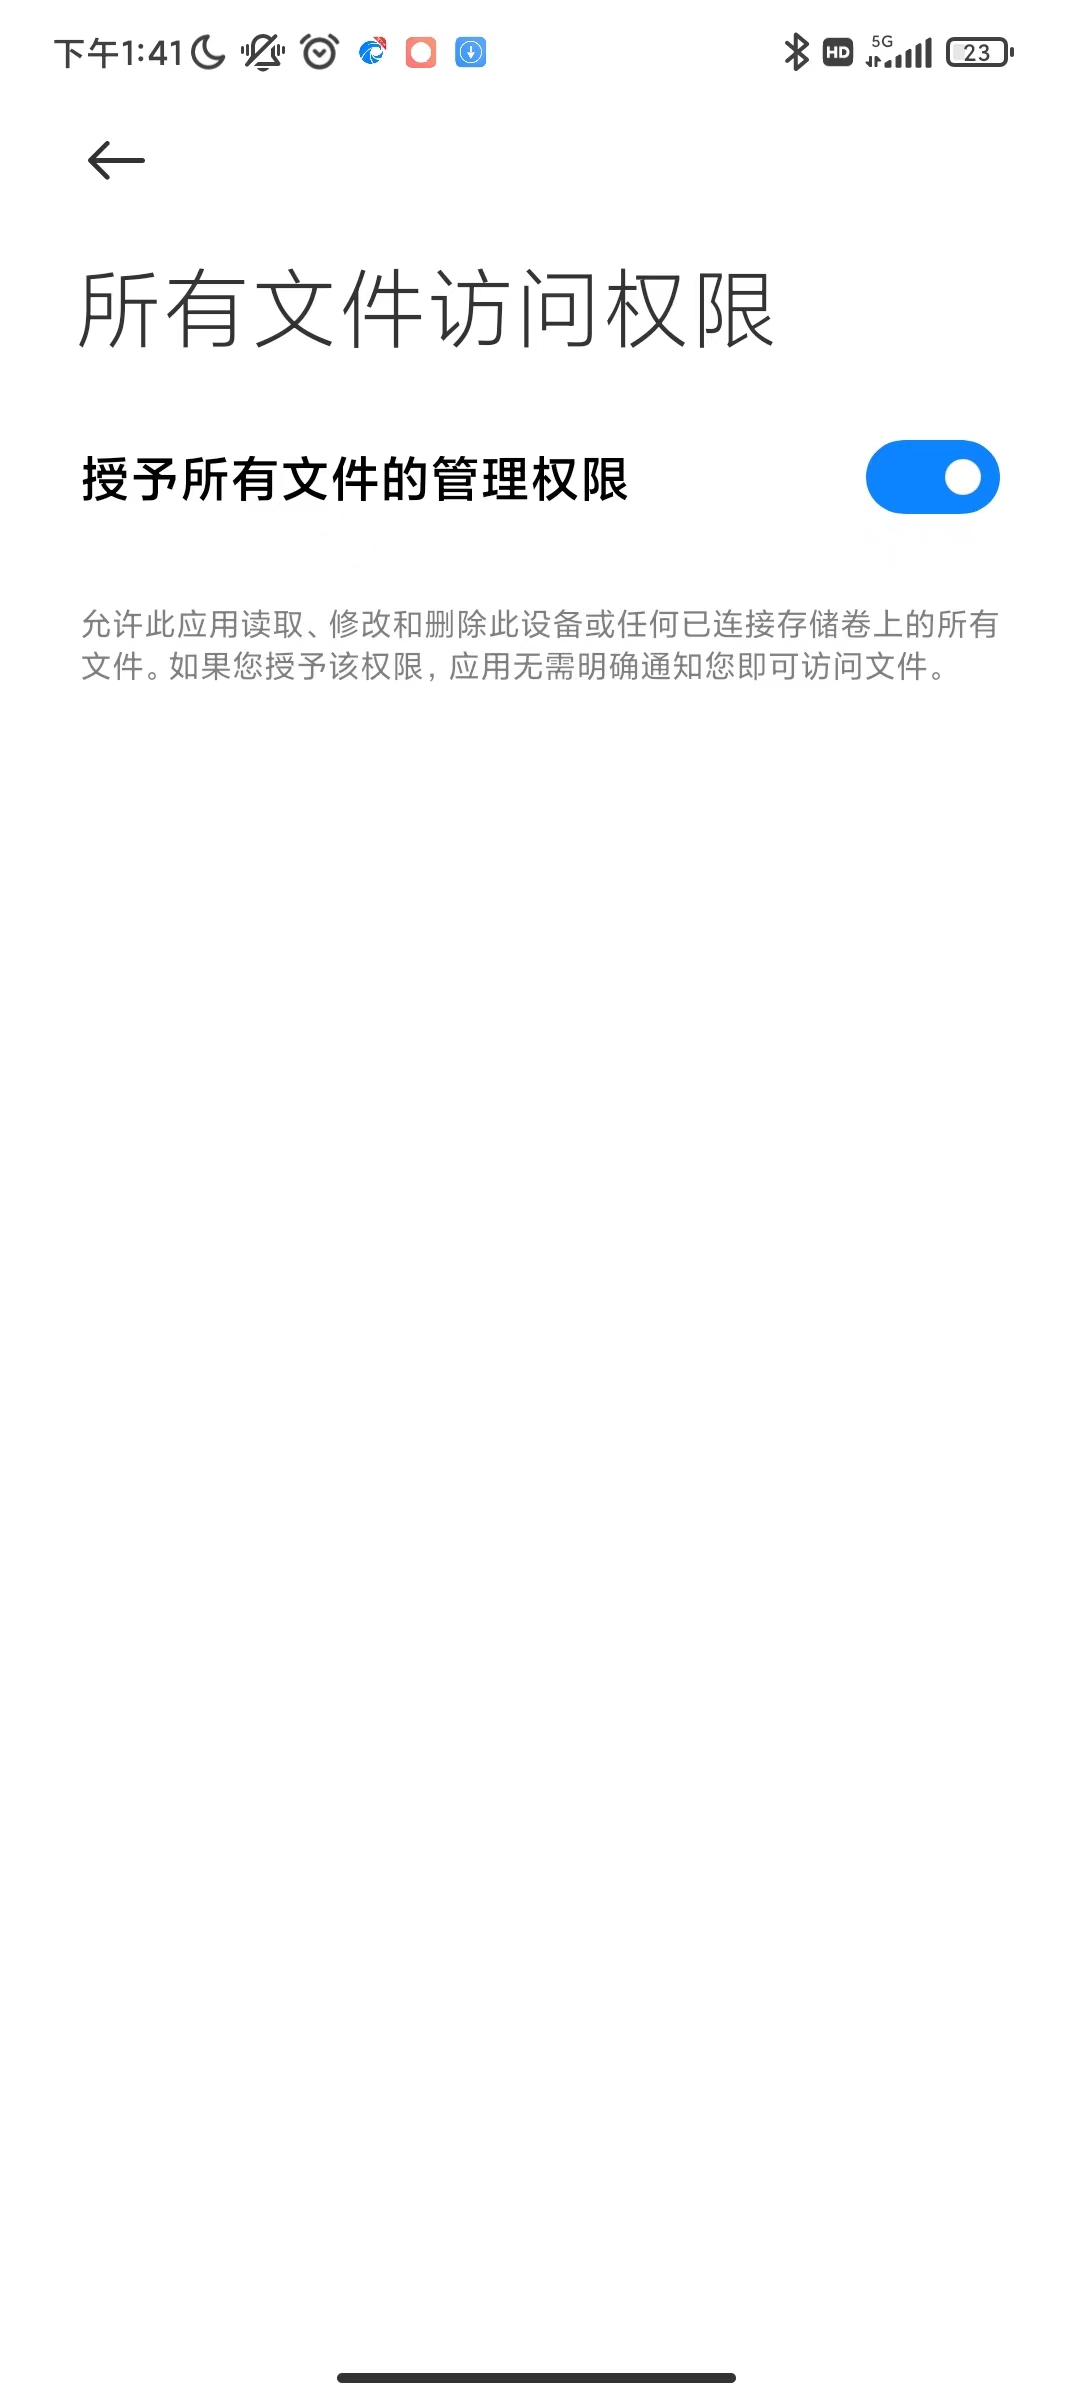 下午1:41 HD 5G 23
所有文件访问权限
授予所有文件的管理权限
允许此应用读取、修改和删除此设备或任何已连接存储卷上的所有
文件。如果您授予该权限，应用无需明确通知您即可访问文件。